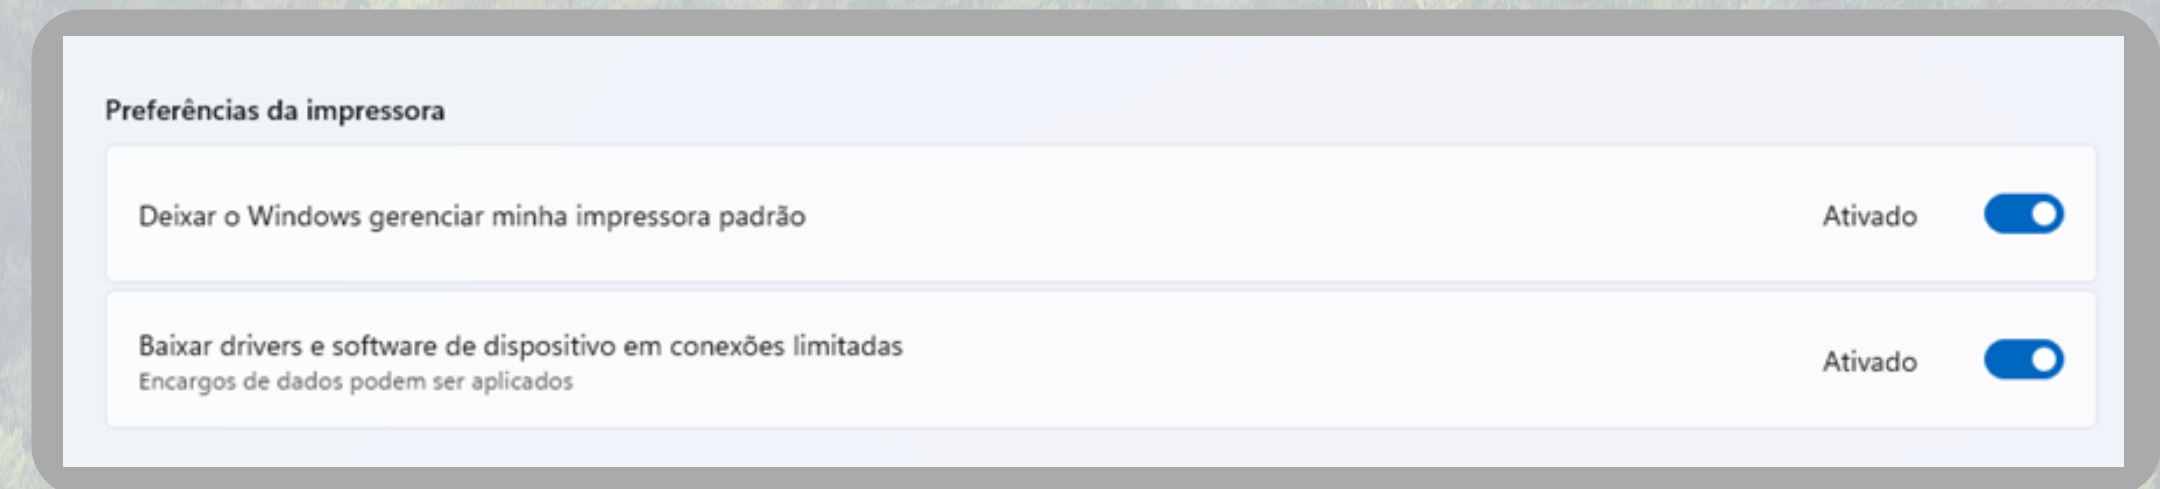 Preferências da impressora
Deixar o Windows gerenciar minha impressora padrão
Ativado
Baixar drivers e software de dispositivo em conexões limitadas
Encargos de dados podem ser aplicados
Ativado